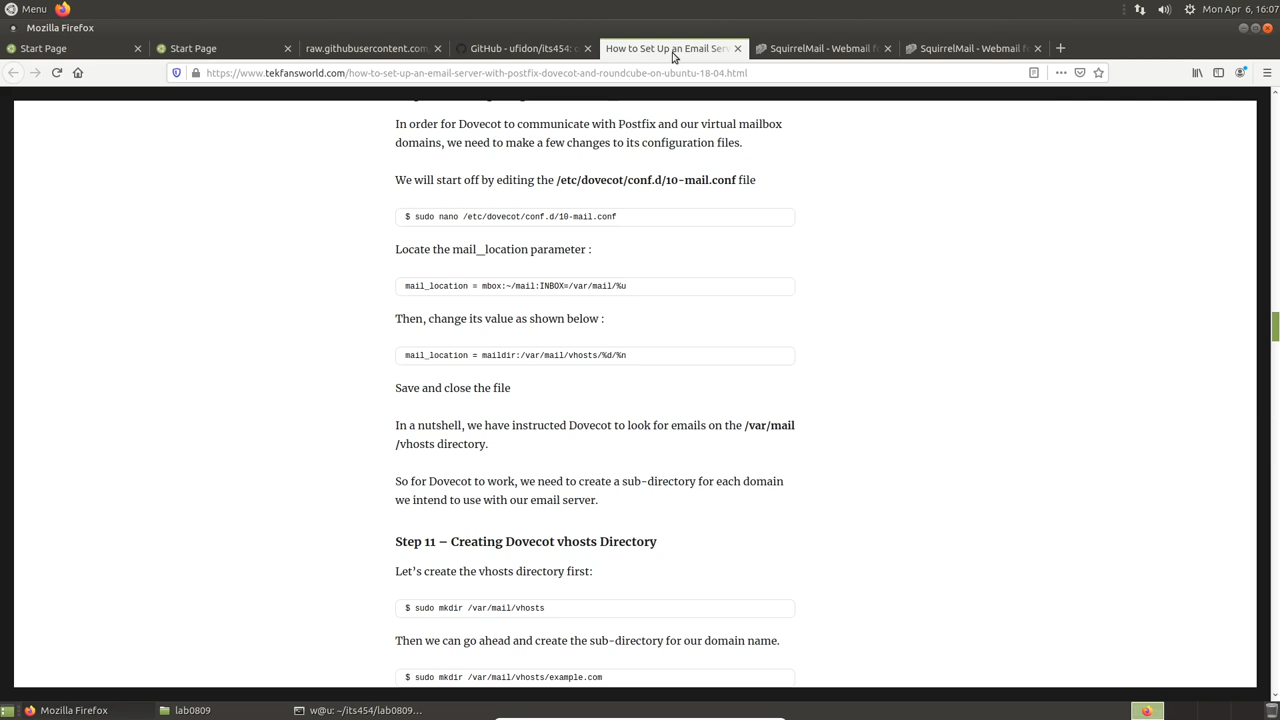 Menu
Mon Apr 6, 16:07
Mozilla Firefox
Start Page
Start Page
raw.githubusercontent.com/
GitHub - ufidon/its454: c
How to Set Up an Email Serv
SquirrelMail - Webmail f
SquirrelMail - Webmail f
https://www.tekfansworld.com/how-to-set-up-an-email-server-with-postfix-dovecot-and-roundcube-on-ubuntu-18-04.html
In order for Dovecot to communicate with Postfix and our virtual mailbox
domains, we need to make a few changes to its configuration files.
We will start off by editing the /etc/dovecot/conf.d/10-mail.conf file
$ sudo nano /etc/dovecot/conf.d/10-mail.conf
Locate the mail_location parameter :
mail_location = mbox:~/mail:INBOX=/var/mail/%u
Then, change its value as shown below :
mail_location = maildir:/var/mail/vhosts/%d/%n
Save and close the file
In a nutshell, we have instructed Dovecot to look for emails on the /var/mail
/vhosts directory.
So for Dovecot to work, we need to create a sub-directory for each domain
we intend to use with our email server.
Step 11 – Creating Dovecot vhosts Directory
Let’s create the vhosts directory first:
$ sudo mkdir /var/mail/vhosts
Then we can go ahead and create the sub-directory for our domain name.
$ sudo mkdir /var/mail/vhosts/example.com
Mozilla Firefox
lab0809
w@u: ~/its454/lab0809...